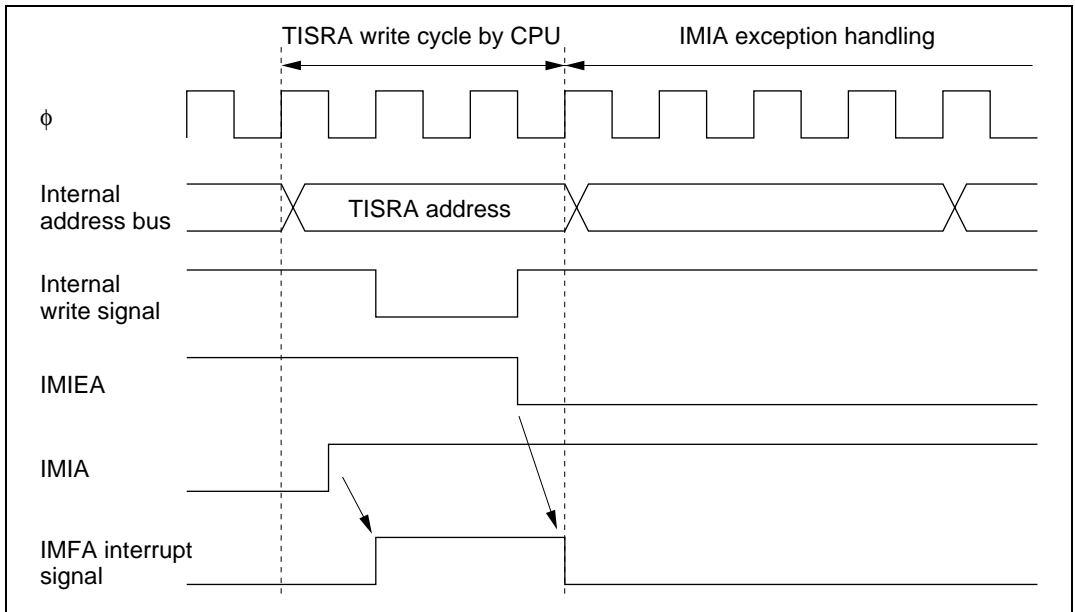 TISRA write cycle by CPU
IMIA exception handling
ϕ
Internal
address bus
TISRA address
Internal
write signal
IMIEA
IMIA
IMFA interrupt
signal